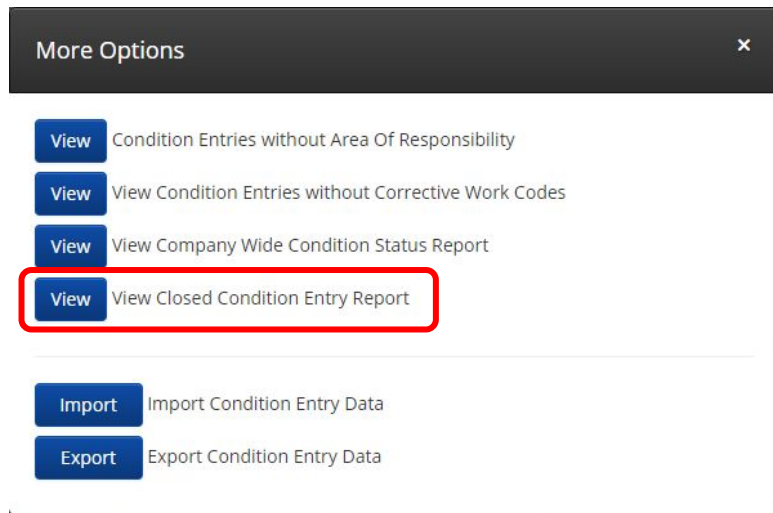 More Options ×
View Condition Entries without Area Of Responsibility
View View Condition Entries without Corrective Work Codes
View View Company Wide Condition Status Report
View View Closed Condition Entry Report
Import Import Condition Entry Data
Export Export Condition Entry Data